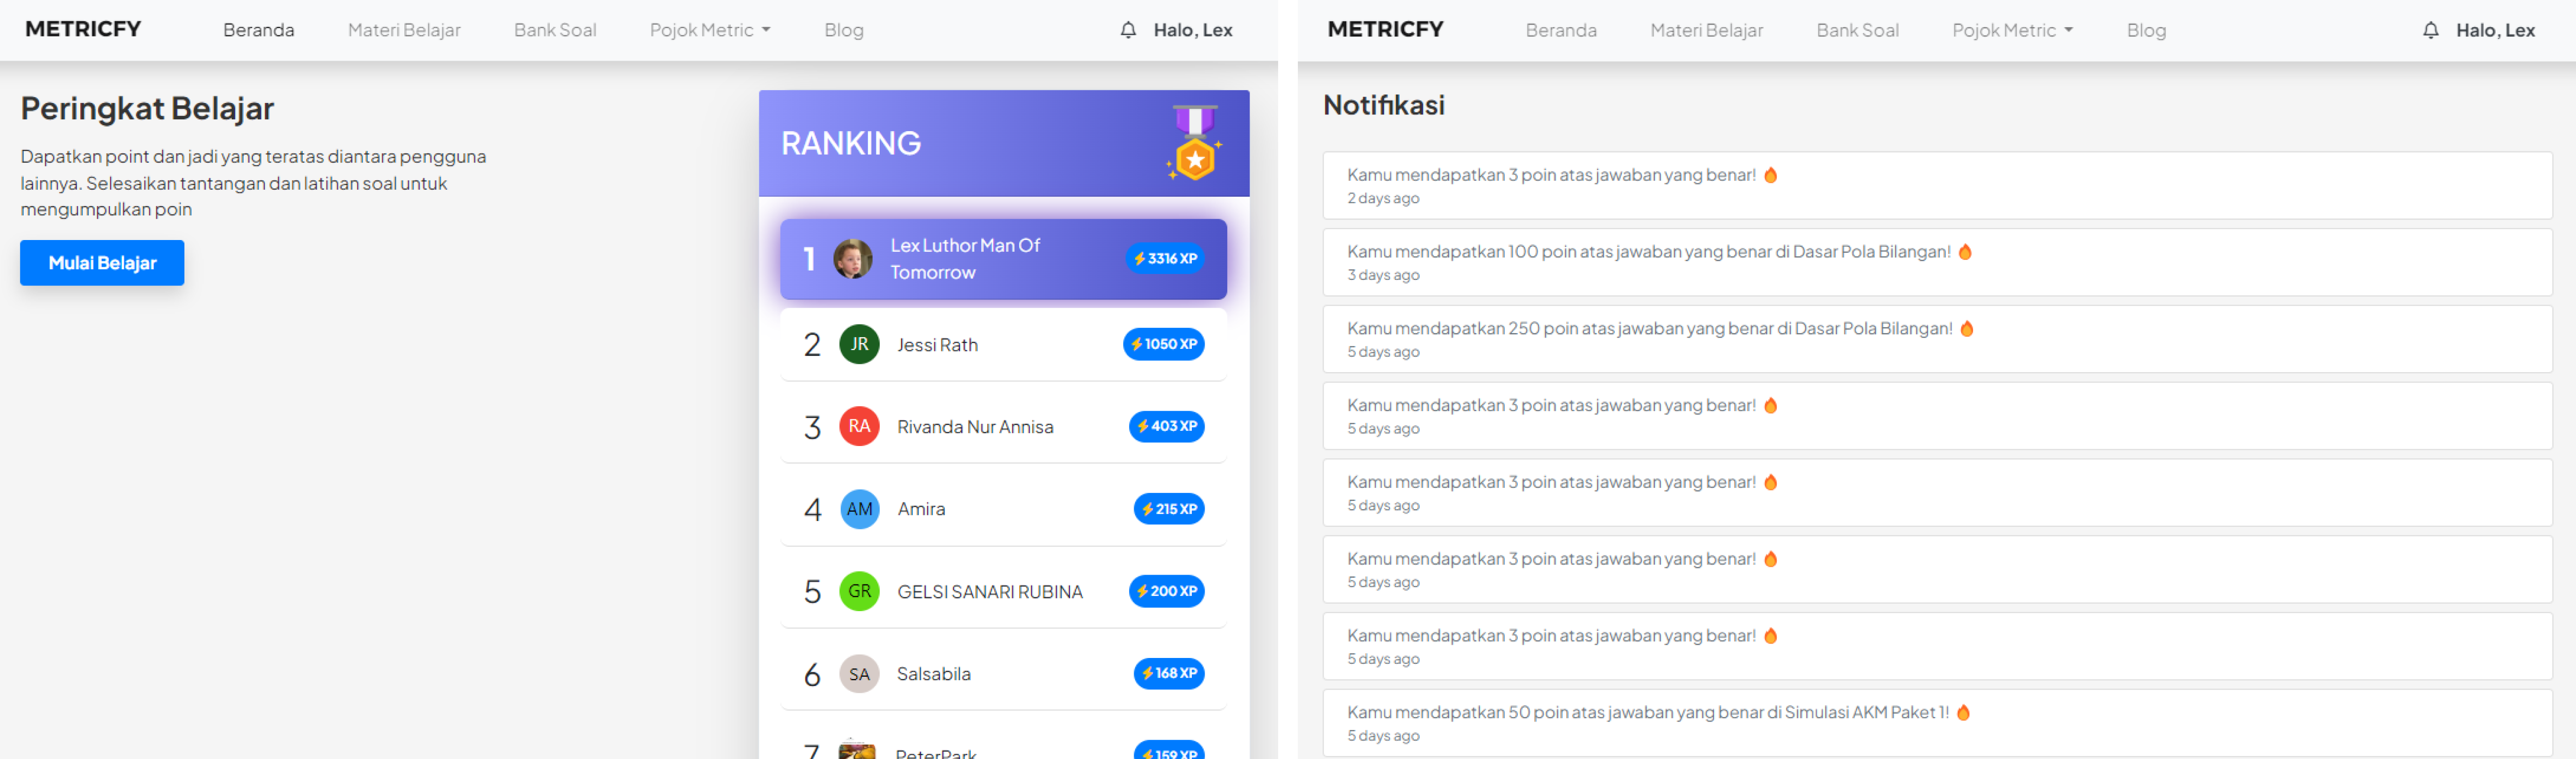 METRICFY Beranda Materi Belajar Bank Soal Pojok Metric Blog Halo, Lex
Peringkat Belajar
Dapatkan point dan jadi yang teratas diantara pengguna
lainnya. Selesaikan tantangan dan latihan soal untuk
mengumpulkan poin
Mulai Belajar
RANKING
1 Lex Luthor Man Of
Tomorrow
3316 XP
2 JR Jessi Rath 1050 XP
3 RA Rivanda Nur Annisa 403 XP
4 AM Amira 215 XP
5 GR GELSI SANARI RUBINA 200 XP
6 SA Salsabila 168 XP
7 PeterPark 159 XP
METRICFY Beranda Materi Belajar Bank Soal Pojok Metric Blog Halo, Lex
Notifikasi
Kamu mendapatkan 3 poin atas jawaban yang benar! 🔥
2 days ago
Kamu mendapatkan 100 poin atas jawaban yang benar di Dasar Pola Bilangan! 🔥
3 days ago
Kamu mendapatkan 250 poin atas jawaban yang benar di Dasar Pola Bilangan! 🔥
5 days ago
Kamu mendapatkan 3 poin atas jawaban yang benar! 🔥
5 days ago
Kamu mendapatkan 3 poin atas jawaban yang benar! 🔥
5 days ago
Kamu mendapatkan 3 poin atas jawaban yang benar! 🔥
5 days ago
Kamu mendapatkan 3 poin atas jawaban yang benar! 🔥
5 days ago
Kamu mendapatkan 50 poin atas jawaban yang benar di Simulasi AKM Paket 1! 🔥
5 days ago